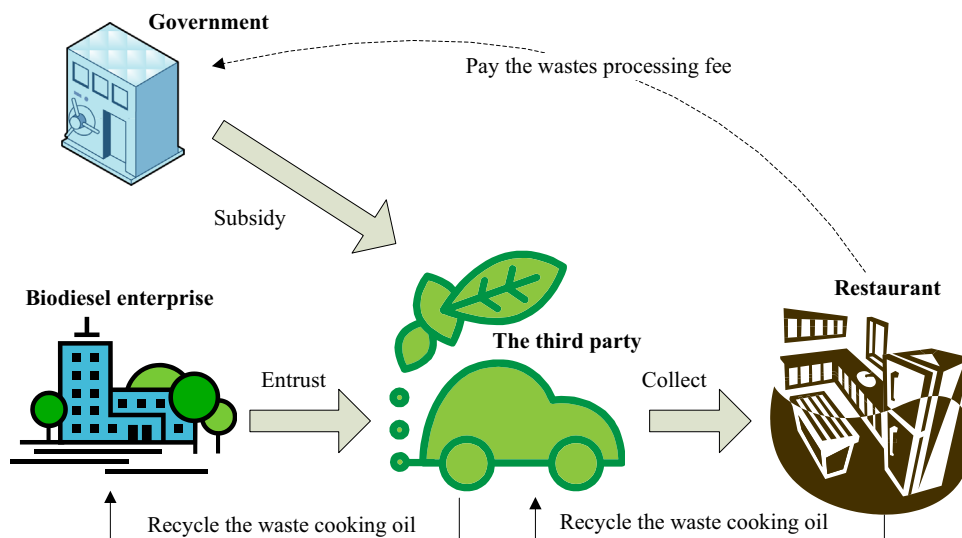 Government
Pay the wastes processing fee
Subsidy
Biodiesel enterprise
Restaurant
The third party
Entrust
Collect
Recycle the waste cooking oil
Recycle the waste cooking oil